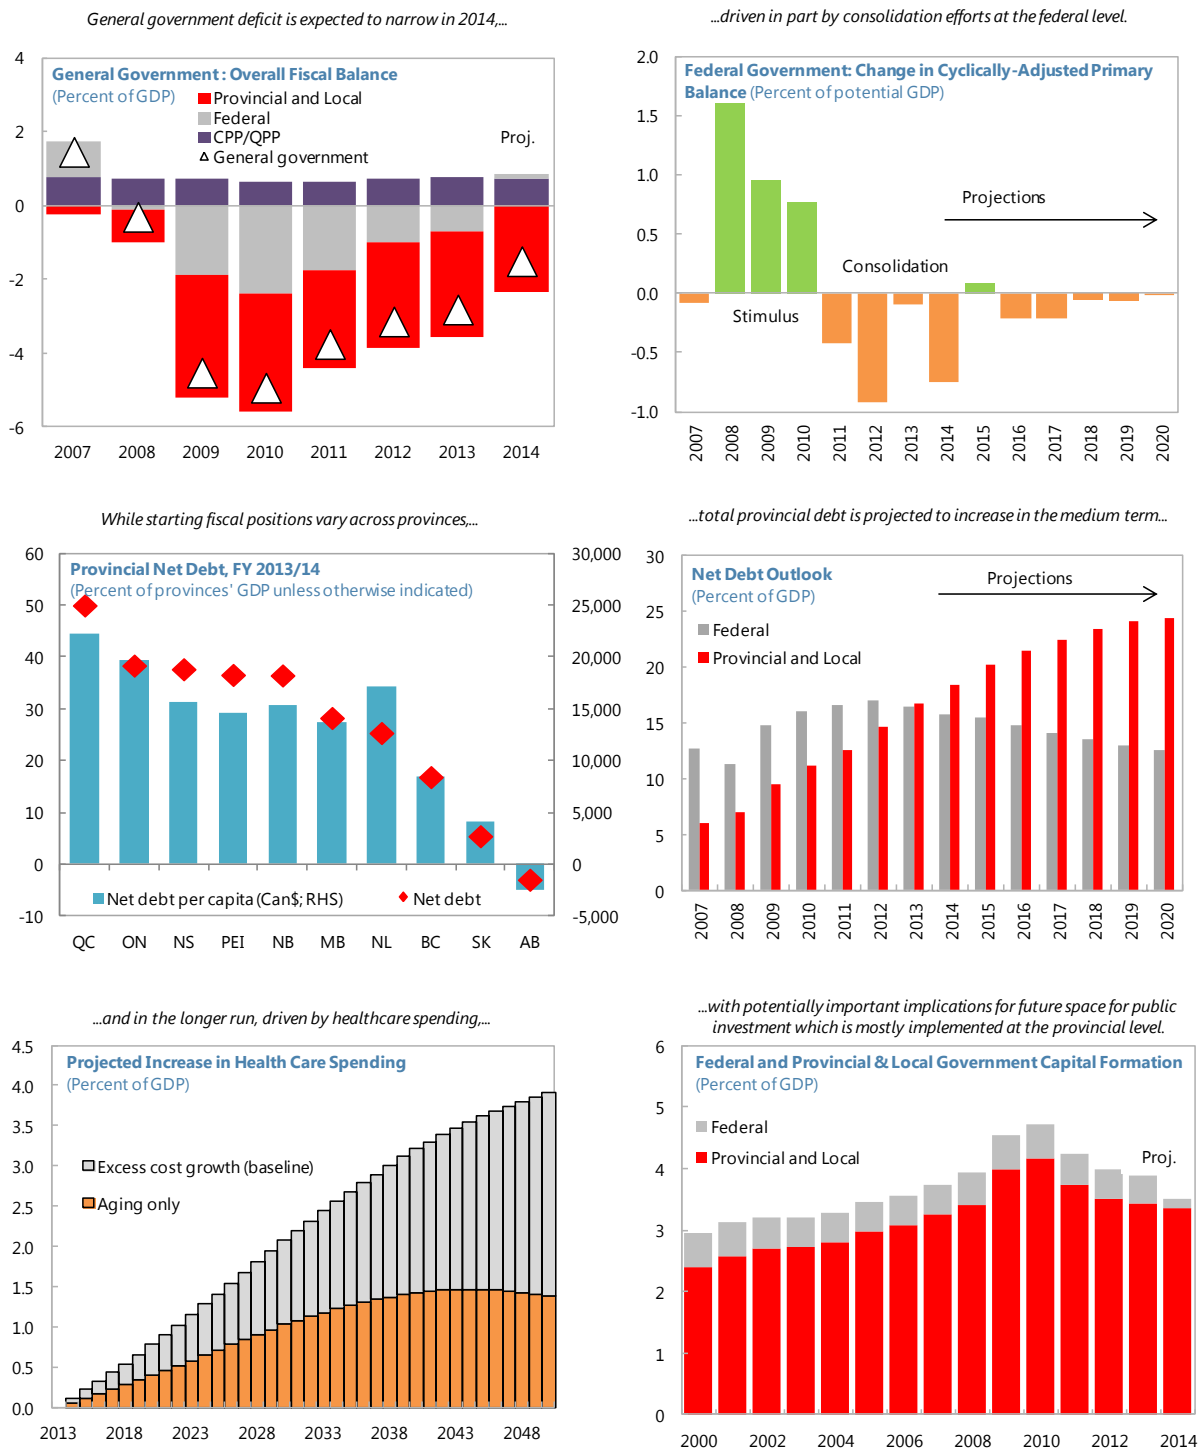 General government deficit is expected to narrow in 2014,...
General Government : Overall Fiscal Balance
(Percent of GDP)
Provincial and Local
Federal
CPP/QPP
General government
Proj.
4
2
0
-2
-4
-6
2007 2008 2009 2010 2011 2012 2013 2014
...driven in part by consolidation efforts at the federal level.
Federal Government: Change in Cyclically-Adjusted Primary
Balance (Percent of potential GDP)
Projections
Consolidation
Stimulus
2.0
1.5
1.0
0.5
0.0
-0.5
-1.0
2007 2008 2009 2010 2011 2012 2013 2014 2015 2016 2017 2018 2019 2020
While starting fiscal positions vary across provinces,...
Provincial Net Debt, FY 2013/14
(Percent of provinces' GDP unless otherwise indicated)
60
50
40
30
20
10
0
-10
30,000
25,000
20,000
15,000
10,000
5,000
0
-5,000
Net debt per capita (Can$; RHS)
Net debt
QC ON NS PEI NB MB NL BC SK AB
...total provincial debt is projected to increase in the medium term...
Net Debt Outlook
(Percent of GDP)
Projections
Federal
Provincial and Local
30
25
20
15
10
5
0
2007 2008 2009 2010 2011 2012 2013 2014 2015 2016 2017 2018 2019 2020
...and in the longer run, driven by healthcare spending,...
Projected Increase in Health Care Spending
(Percent of GDP)
Excess cost growth (baseline)
Aging only
4.5
4.0
3.5
3.0
2.5
2.0
1.5
1.0
0.5
0.0
2013 2018 2023 2028 2033 2038 2043 2048
...with potentially important implications for future space for public
investment which is mostly implemented at the provincial level.
Federal and Provincial & Local Government Capital Formation
(Percent of GDP)
Federal
Provincial and Local
Proj.
6
5
4
3
2
1
0
2000 2002 2004 2006 2008 2010 2012 2014